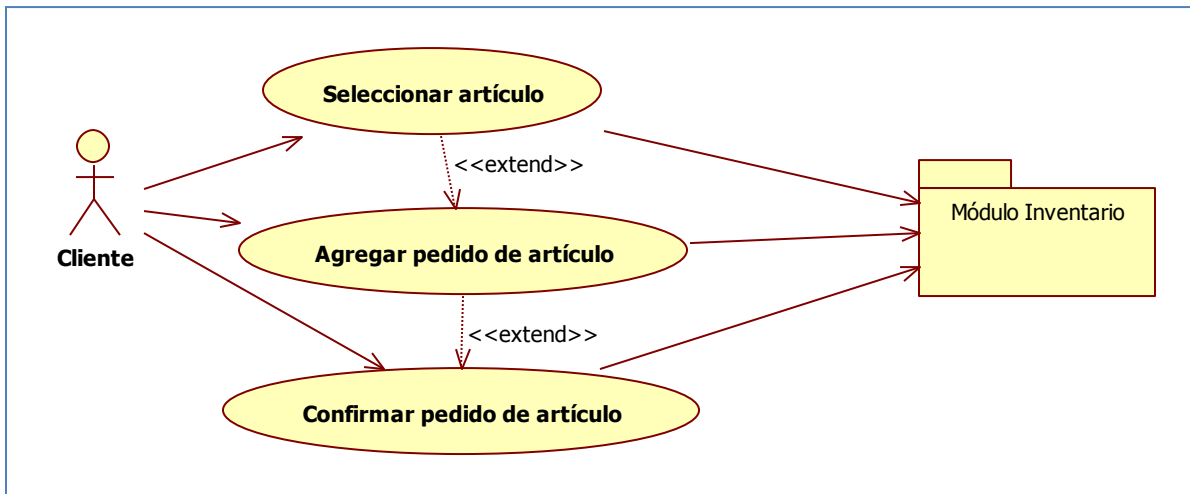 Seleccionar artículo
<<extend>>
Módulo Inventario
Cliente
Agregar pedido de artículo
<<extend>>
Confirmar pedido de artículo